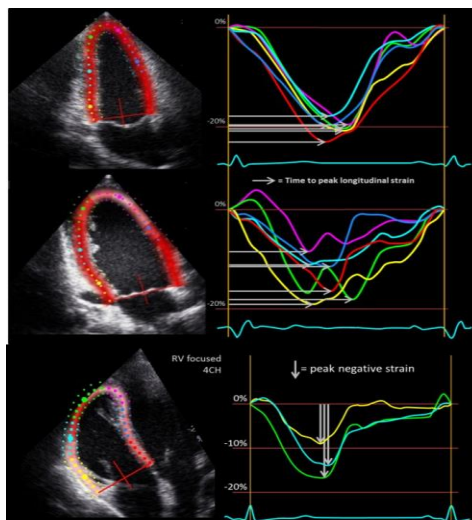 0%
-20%
= Time to peak longitudinal strain
0%
-20%
RV focused
4CH
= peak negative strain
0%
-10%
-20%